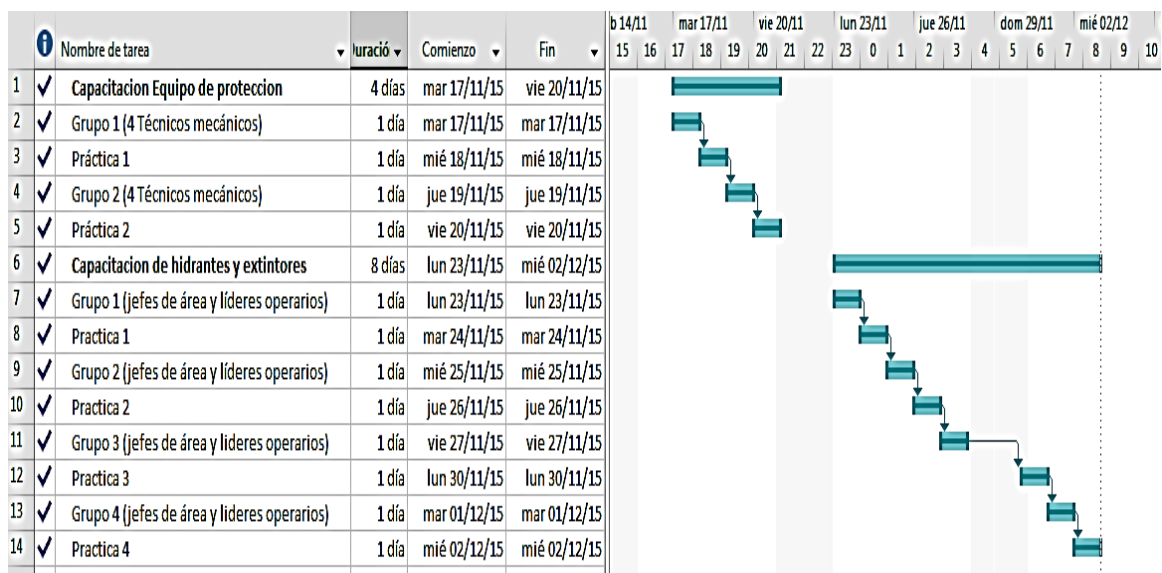 b 14/11 mar 17/11 vie 20/11 lun 23/11 jue 26/11 dom 29/11 mié 02/12
Nombre de tarea uració Comienzo Fin 15 16 17 18 19 20 21 22 23 0 1 2 3 4 5 6 7 8 9 10
1 Capacitacion Equipo de proteccion 4 días mar 17/11/15 vie 20/11/15
2 Grupo 1 (4 Técnicos mecánicos) 1 día mar 17/11/15 mar 17/11/15
3 Práctica 1 1 día mié 18/11/15 mié 18/11/15
4 Grupo 2 (4 Técnicos mecánicos) 1 día jue 19/11/15 jue 19/11/15
5 Práctica 2 1 día vie 20/11/15 vie 20/11/15
6 Capacitacion de hidrantes y extintores 8 días lun 23/11/15 mié 02/12/15
7 Grupo 1 (jefes de área y líderes operarios) 1 día lun 23/11/15 lun 23/11/15
8 Practica 1 1 día mar 24/11/15 mar 24/11/15
9 Grupo 2 (jefes de área y líderes operarios) 1 día mié 25/11/15 mié 25/11/15
10 Practica 2 1 día jue 26/11/15 jue 26/11/15
11 Grupo 3 (jefes de área y lideres operarios) 1 día vie 27/11/15 vie 27/11/15
12 Practica 3 1 día lun 30/11/15 lun 30/11/15
13 Grupo 4 (jefes de área y lideres operarios) 1 día mar 01/12/15 mar 01/12/15
14 Practica 4 1 día mié 02/12/15 mié 02/12/15